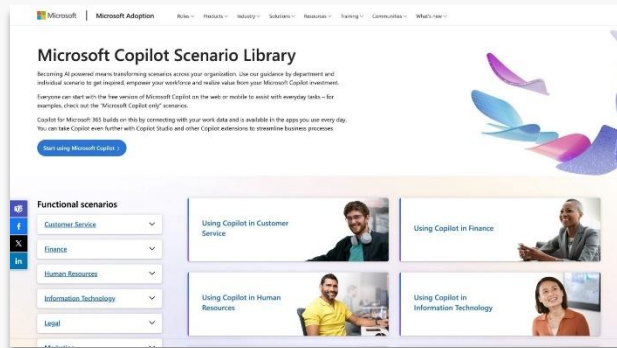 Microsoft Microsoft Adoption Roles Products Industry Solutions Resources Training Communities What's new
Microsoft Copilot Scenario Library
Becoming AI powered means transforming scenarios across your organization. Use our guidance by department and
individual scenario to get inspired, empower your workforce and realize value from your Microsoft Copilot investment.
Everyone can start with the free version of Microsoft Copilot on the web or mobile to assist with everyday tasks – for
examples, check out the "Microsoft Copilot only" scenarios.
Copilot for Microsoft 365 builds on this by connecting with your work data and is available in the apps you use every day.
You can take Copilot even further with Copilot Studio and other Copilot extensions to streamline business processes
Start using Microsoft Copilot >
Functional scenarios
Customer Service
Finance
Human Resources
Information Technology
Legal
Marketing
Using Copilot in Customer
Service
Using Copilot in Finance
Using Copilot in Human
Resources
Using Copilot in
Information Technology
f
X
in